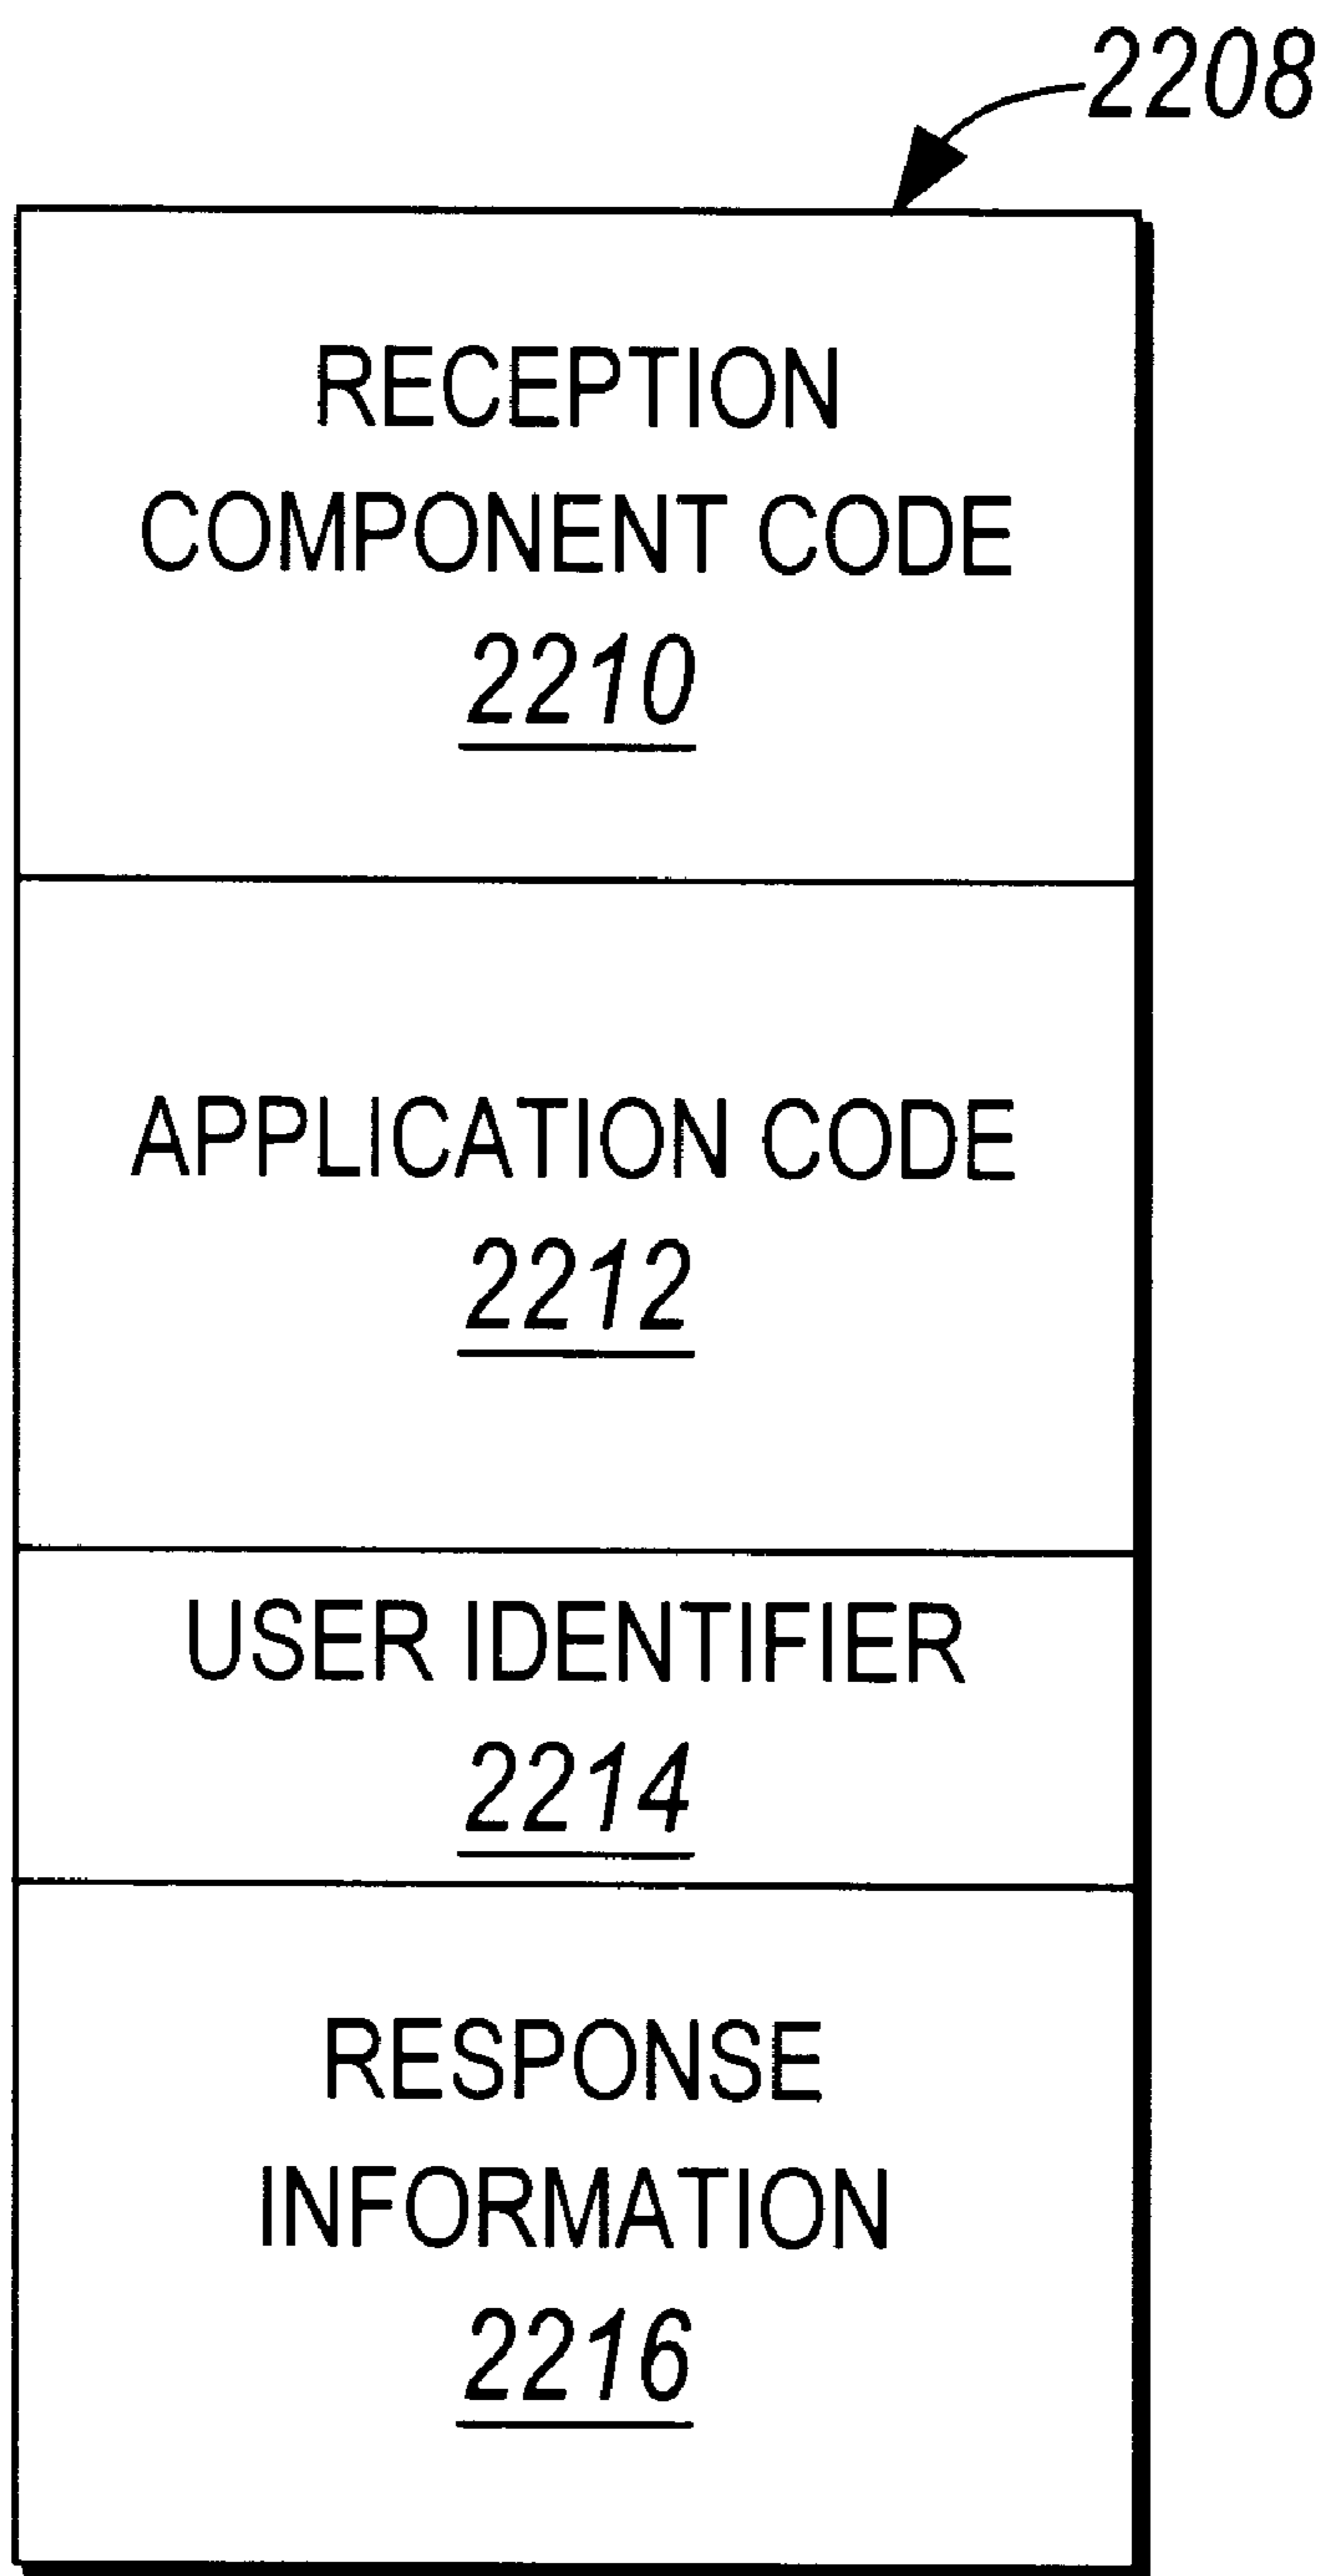 2208
RECEPTION
COMPONENT CODE
2210
APPLICATION CODE
2212
USER IDENTIFIER
2214
RESPONSE
INFORMATION
2216